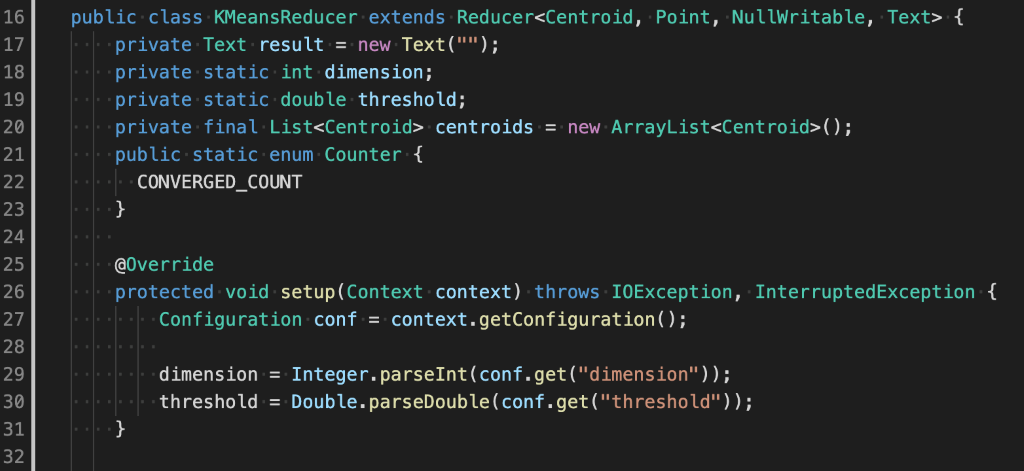 16 public class KMeansReducer extends Reducer<Centroid, Point, NullWritable, Text> {
17 private Text result = new Text("");
18 private static int dimension;
19 private static double threshold;
20 private final List<Centroid> centroids = new ArrayList<Centroid>();
21 public static enum Counter {
22 CONVERGED_COUNT
23 }
24
25 @Override
26 protected void setup(Context context) throws IOException, InterruptedException {
27 Configuration conf = context.getConfiguration();
28
29 dimension = Integer.parseInt(conf.get("dimension"));
30 threshold = Double.parseDouble(conf.get("threshold"));
31 }
32